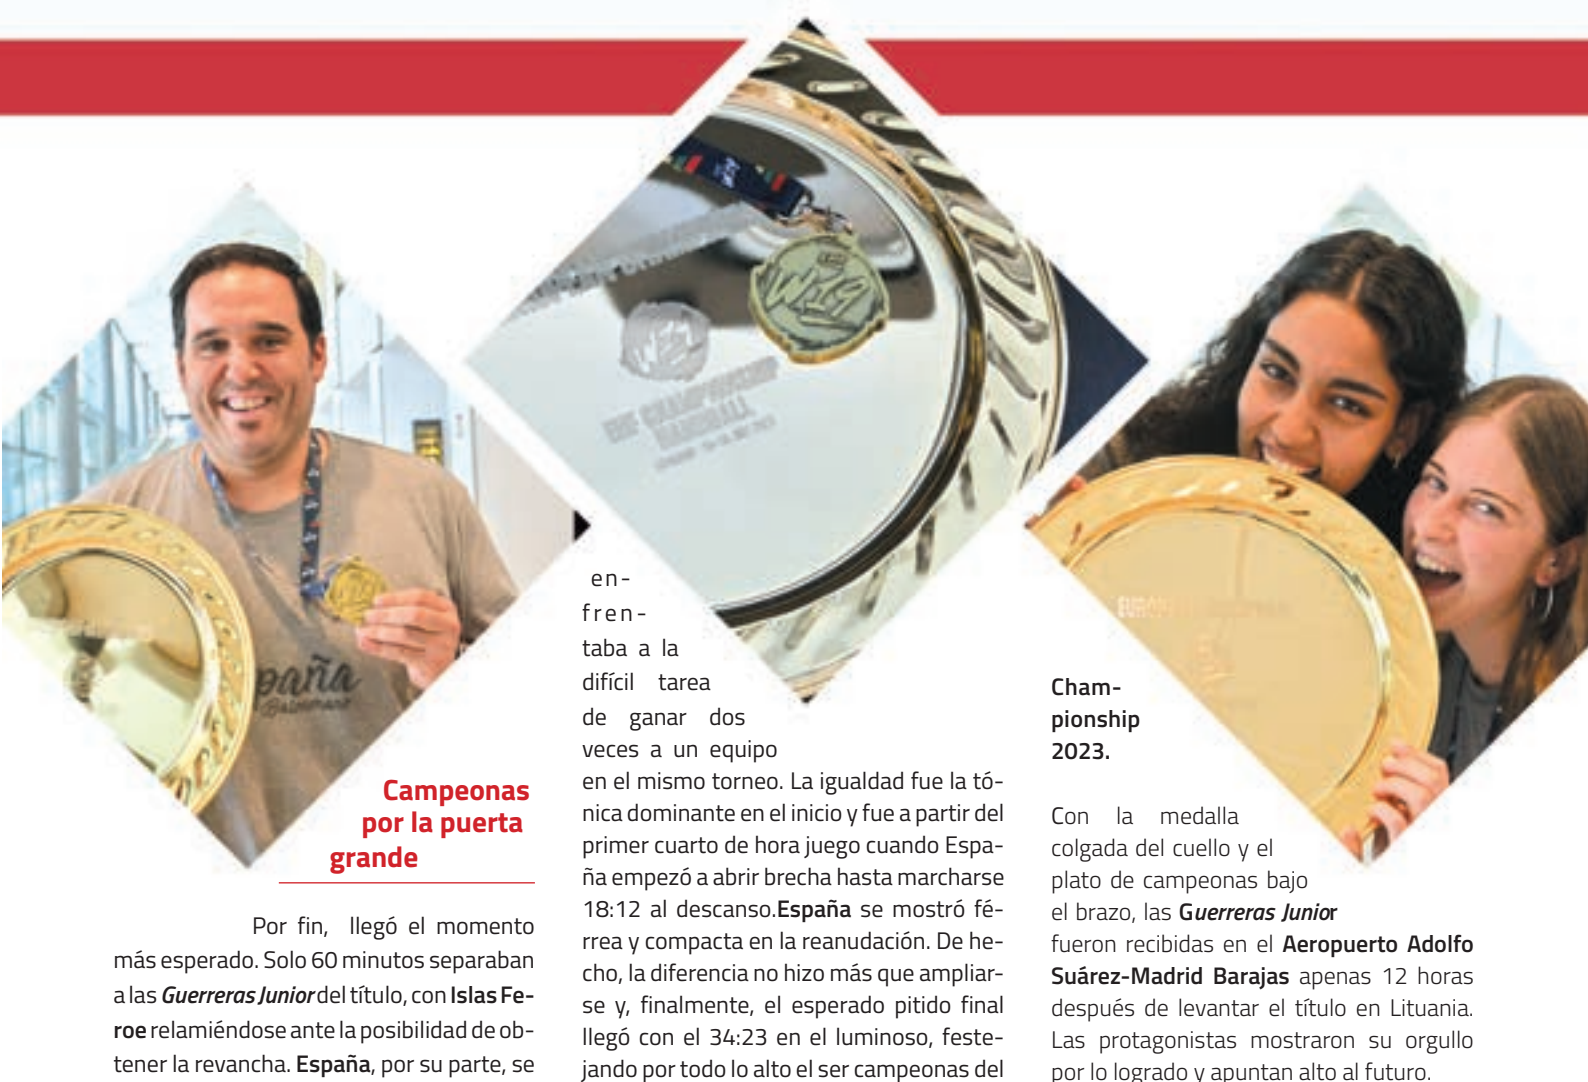 Campeonas
por la puerta
grande
Por fin, llegó el momento
más esperado. Solo 60 minutos separaban
a las Guerreras Junior del título, con Islas Fe-
roe relamiéndose ante la posibilidad de ob-
tener la revancha. España, por su parte, se
en-
fren-
taba a la
difícil tarea
de ganar dos
veces a un equipo
en el mismo torneo. La igualdad fue la tó-
nica dominante en el inicio y fue a partir del
primer cuarto de hora juego cuando Espa-
ña empezó a abrir brecha hasta marcharse
18:12 al descanso.España se mostró fé-
rrea y compacta en la reanudación. De he-
cho, la diferencia no hizo más que ampliar-
se y, finalmente, el esperado pitido final
llegó con el 34:23 en el luminoso, feste-
jando por todo lo alto el ser campeonas del
Cham-
pionship
2023.
Con la medalla
colgada del cuello y el
plato de campeonas bajo
el brazo, las Guerreras Junior
fueron recibidas en el Aeropuerto Adolfo
Suárez-Madrid Barajas apenas 12 horas
después de levantar el título en Lituania.
Las protagonistas mostraron su orgullo
por lo logrado y apuntan alto al futuro.
W19
EHF CHAMPIONSHIP
HANDBALL
paña
Balonmano